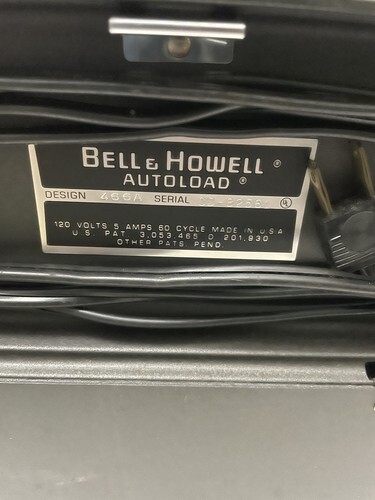 BELL & HOWELL ®
AUTOLOAD ®
DESIGN 466A SERIAL UL
120 VOLTS 5 AMPS 60 CYCLE MADE IN U.S.A
U.S. PAT. 3,053,465 D 201,930
OTHER PATS PEND